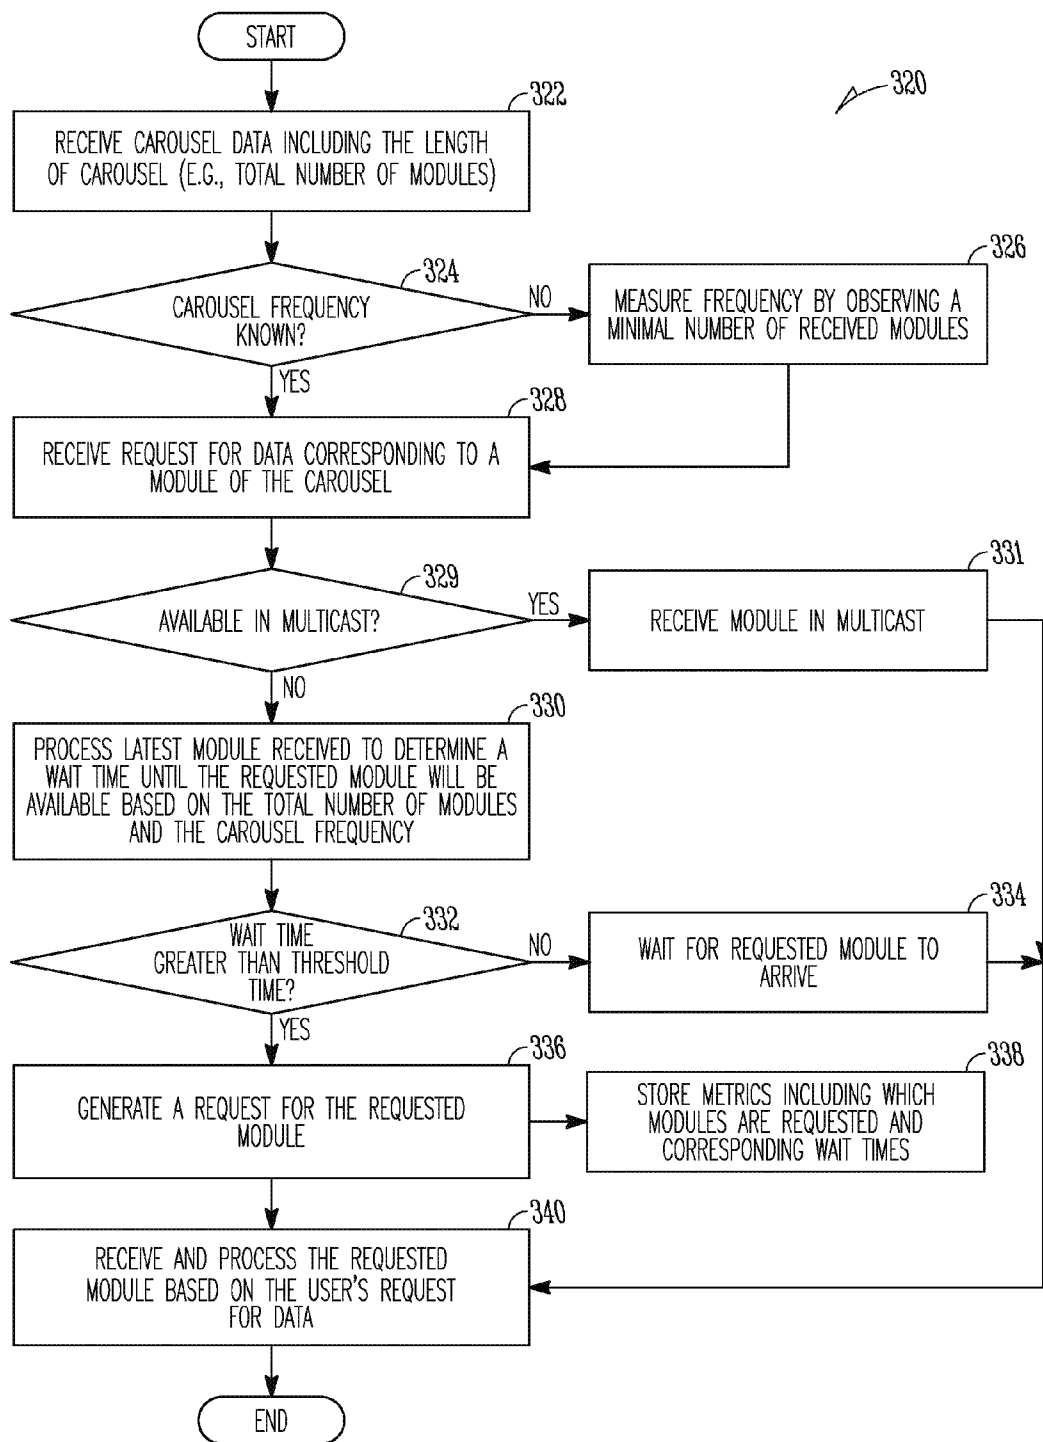 START
320
322
RECEIVE CAROUSEL DATA INCLUDING THE LENGTH
OF CAROUSEL (E.G., TOTAL NUMBER OF MODULES)
324
CAROUSEL FREQUENCY
KNOWN?
NO
YES
326
MEASURE FREQUENCY BY OBSERVING A
MINIMAL NUMBER OF RECEIVED MODULES
328
RECEIVE REQUEST FOR DATA CORRESPONDING TO A
MODULE OF THE CAROUSEL
329
AVAILABLE IN MULTICAST?
YES
NO
331
RECEIVE MODULE IN MULTICAST
330
PROCESS LATEST MODULE RECEIVED TO DETERMINE A
WAIT TIME UNTIL THE REQUESTED MODULE WILL BE
AVAILABLE BASED ON THE TOTAL NUMBER OF MODULES
AND THE CAROUSEL FREQUENCY
332
WAIT TIME
GREATER THAN THRESHOLD
TIME?
NO
YES
334
WAIT FOR REQUESTED MODULE TO
ARRIVE
336
GENERATE A REQUEST FOR THE REQUESTED
MODULE
338
STORE METRICS INCLUDING WHICH
MODULES ARE REQUESTED AND
CORRESPONDING WAIT TIMES
340
RECEIVE AND PROCESS THE REQUESTED
MODULE BASED ON THE USER'S REQUEST
FOR DATA
END